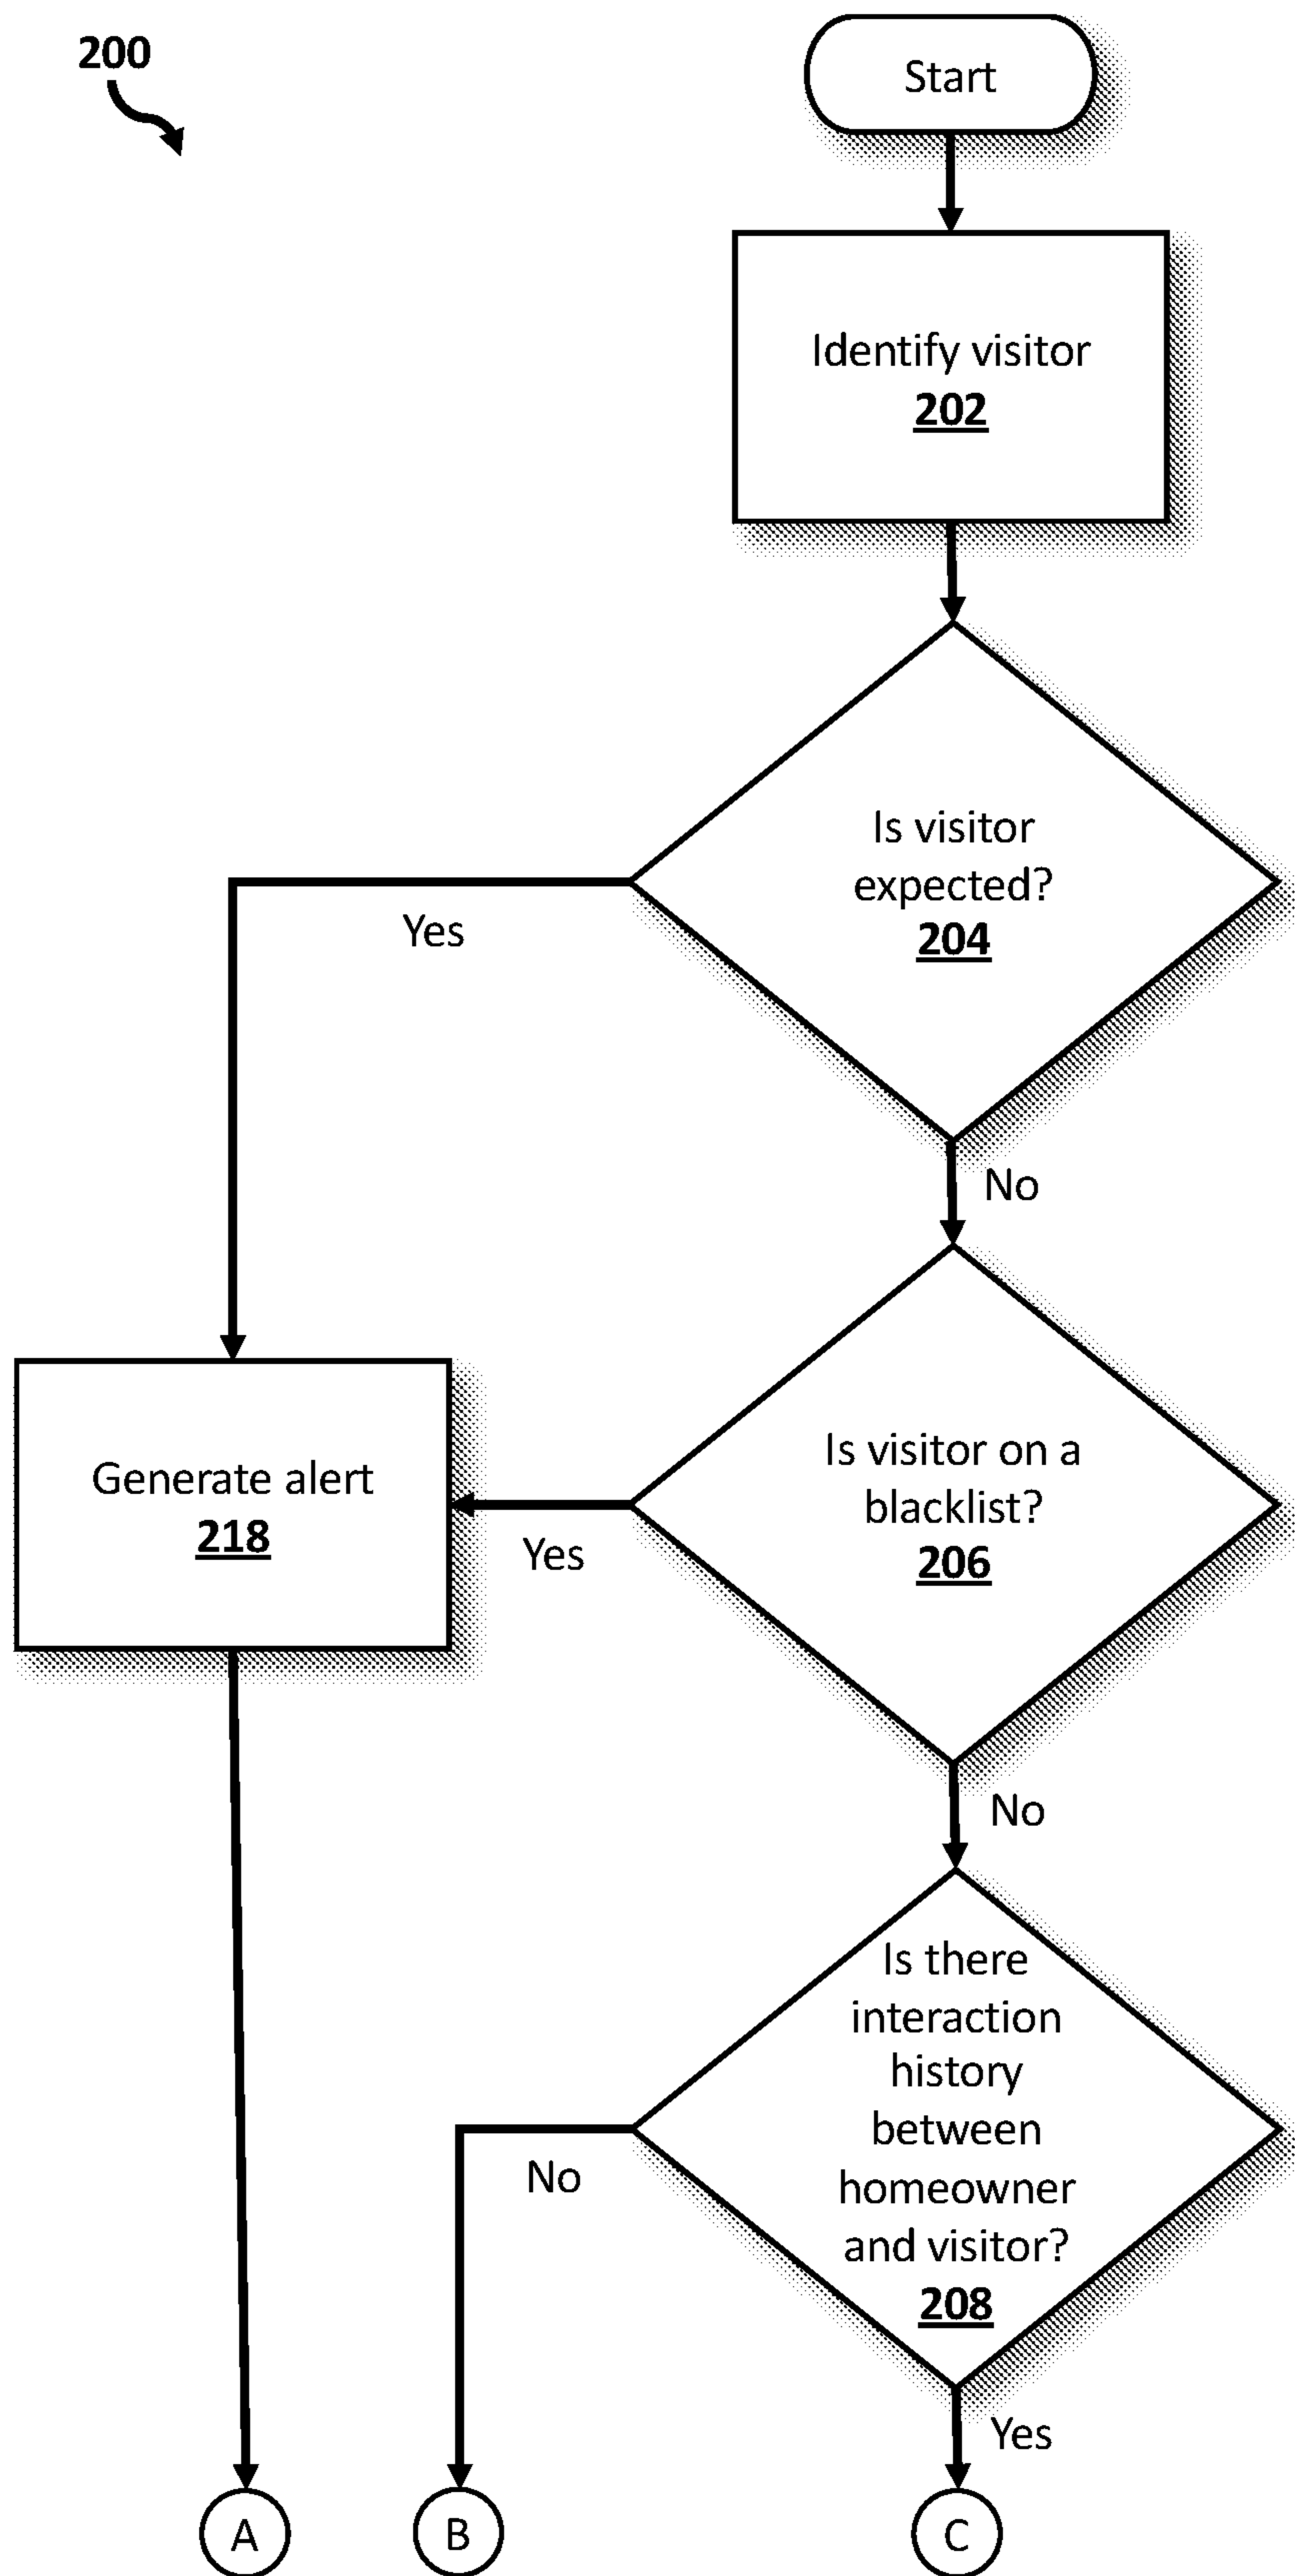 200
Start
Identify visitor
202
Is visitor
expected?
204
Yes
No
Generate alert
218
Is visitor on a
blacklist?
206
Yes
No
Is there
interaction
history
between
homeowner
and visitor?
208
No
Yes
A
B
C